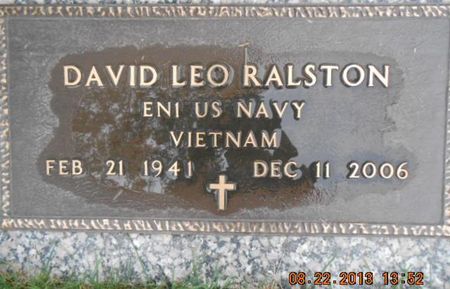 DAVID LEO RALSTON
EN1 US NAVY
VIETNAM
FEB 21 1941 DEC 11 2006
08.22.2013 13:52